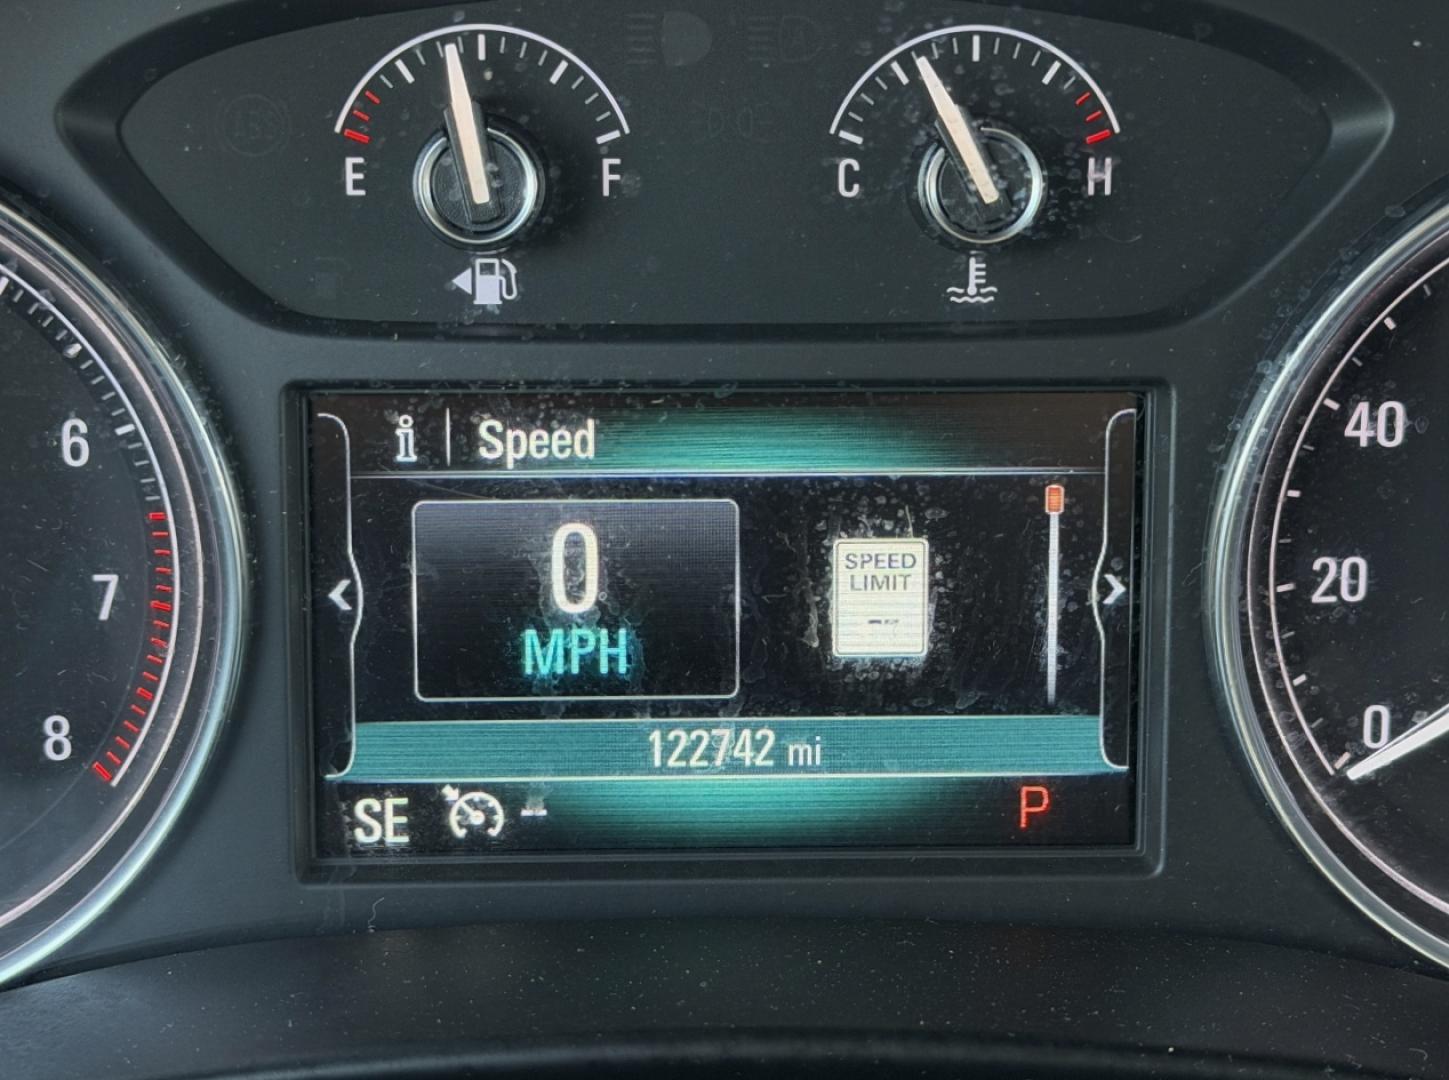 E F
C H
i | Speed
0
MPH
SPEED
LIMIT
--
122742 mi
SE --
P
6
7
8
40
20
0